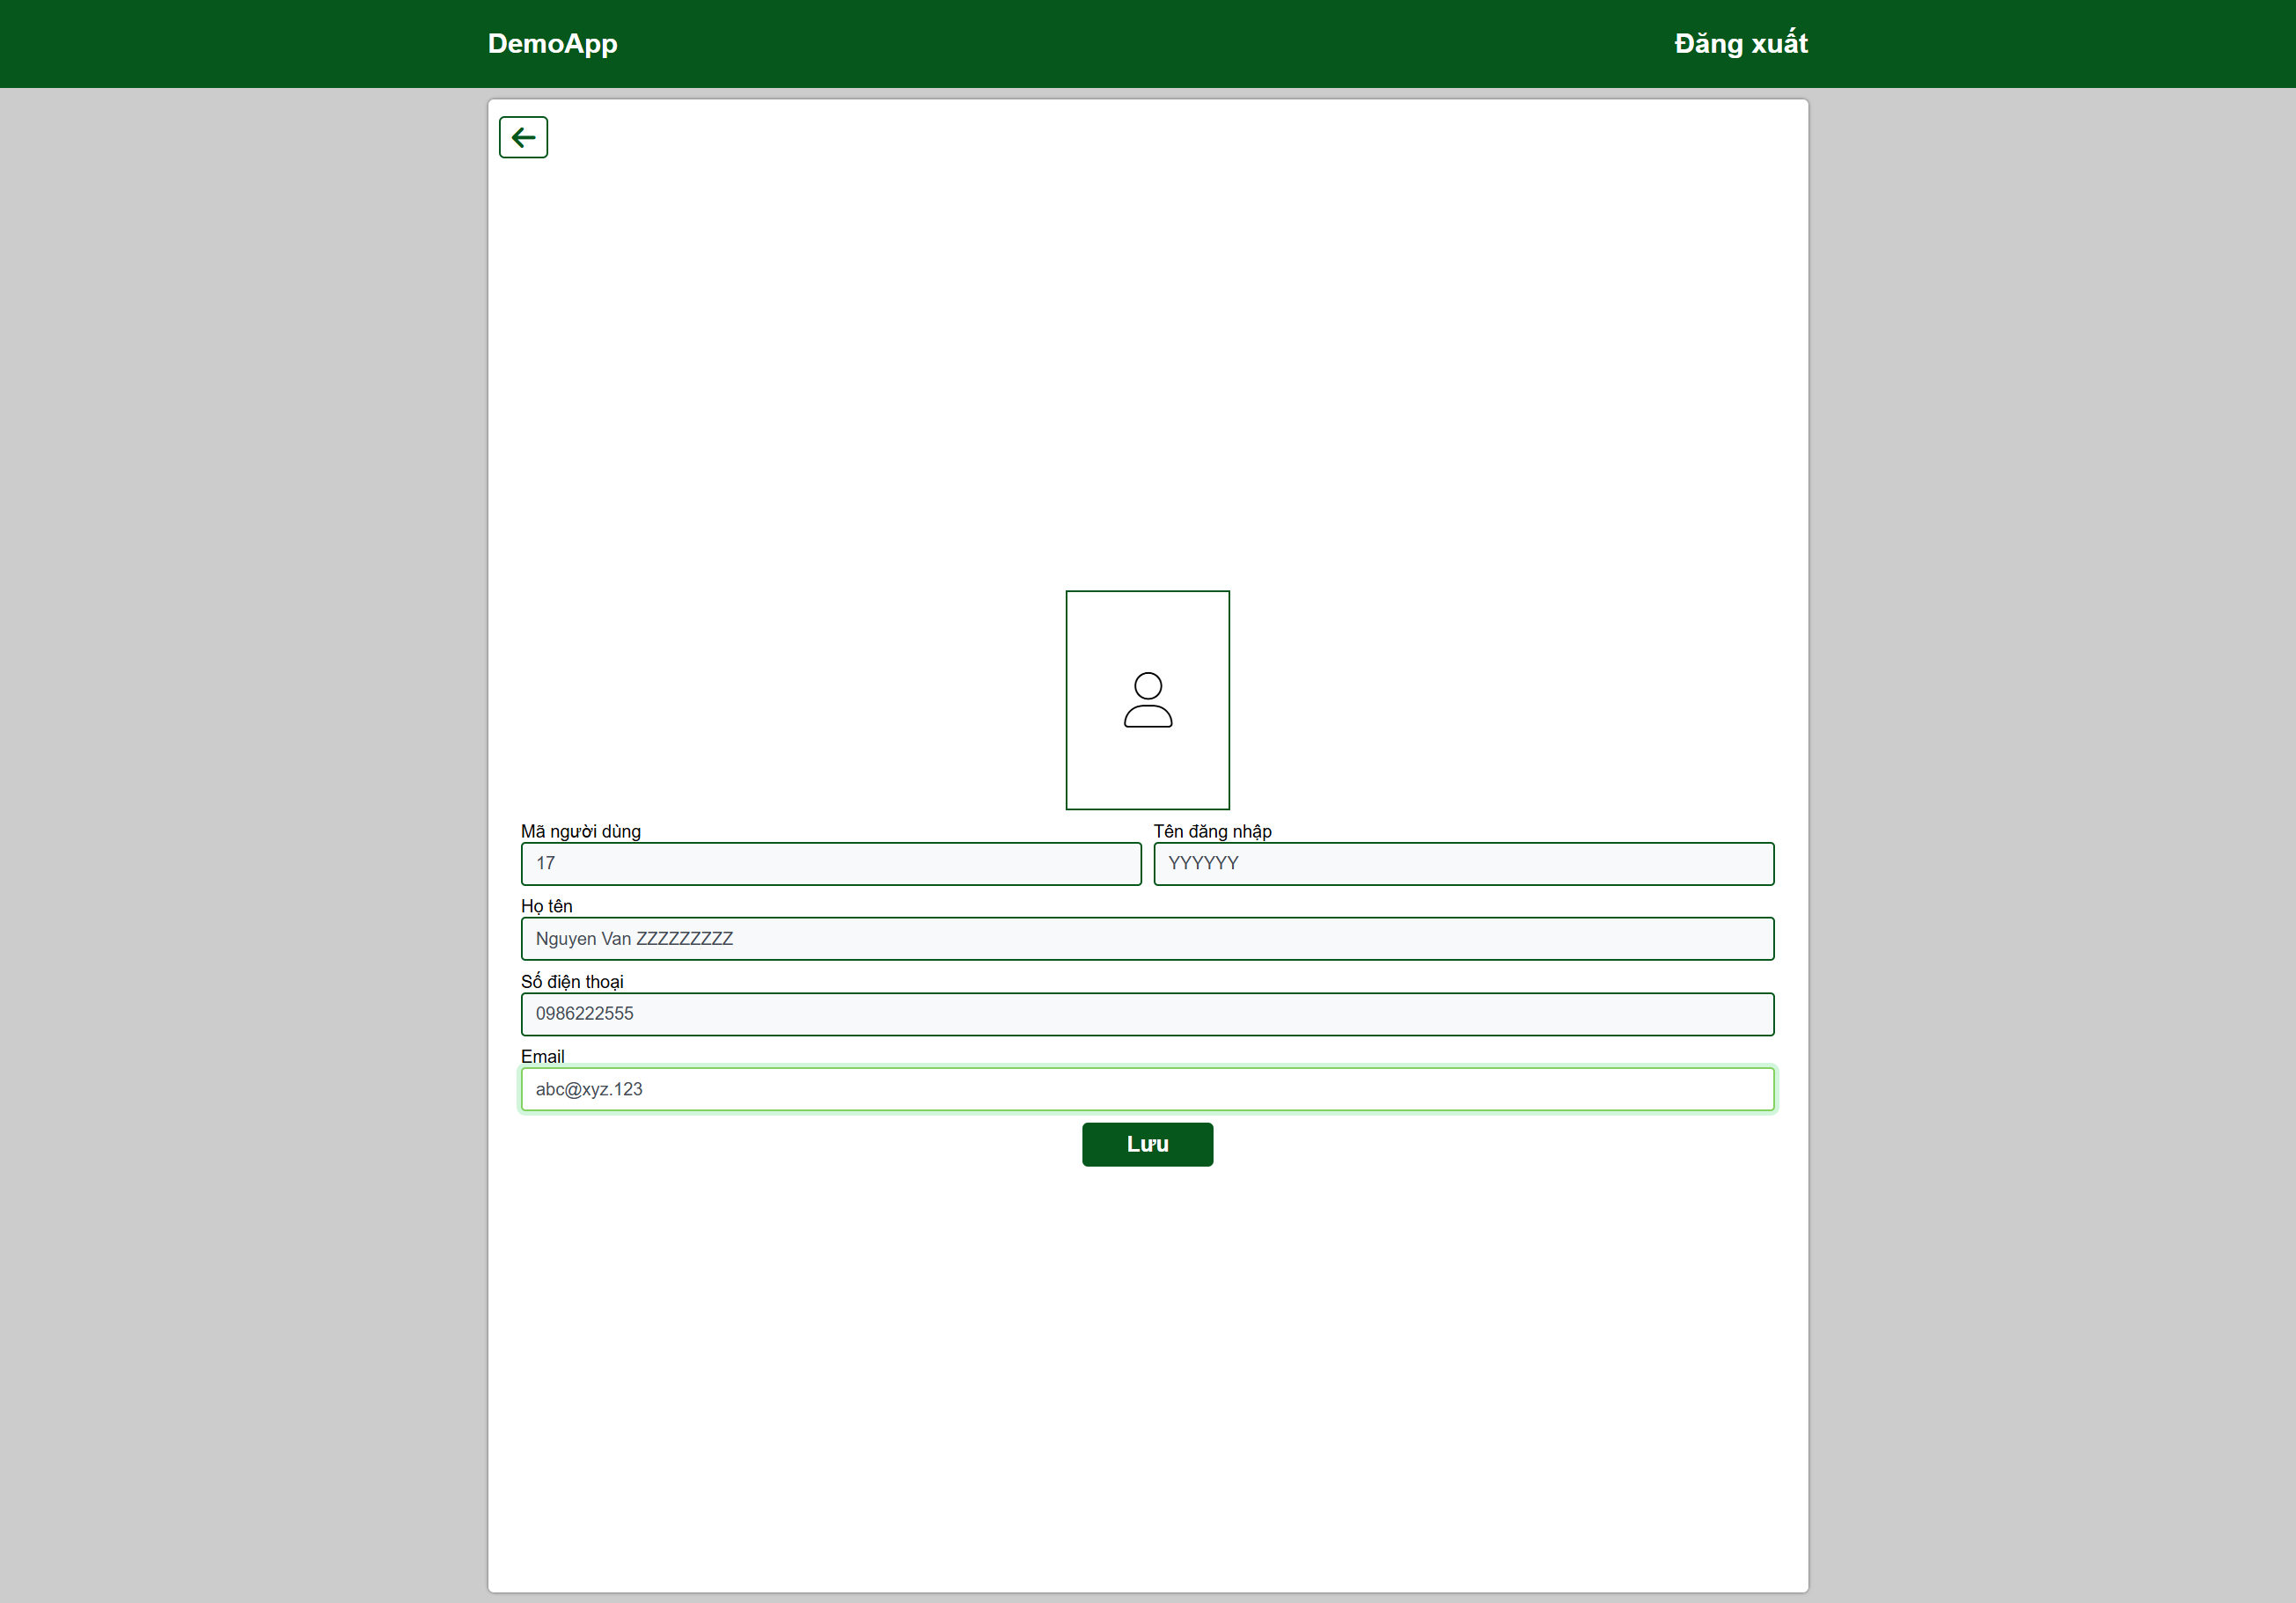 DemoApp
Đăng xuất
Mã người dùng
Tên đăng nhập
17
YYYYYY
Họ tên
Nguyen Van ZZZZZZZZZ
Số điện thoại
0986222555
Email
abc@xyz.123
Lưu